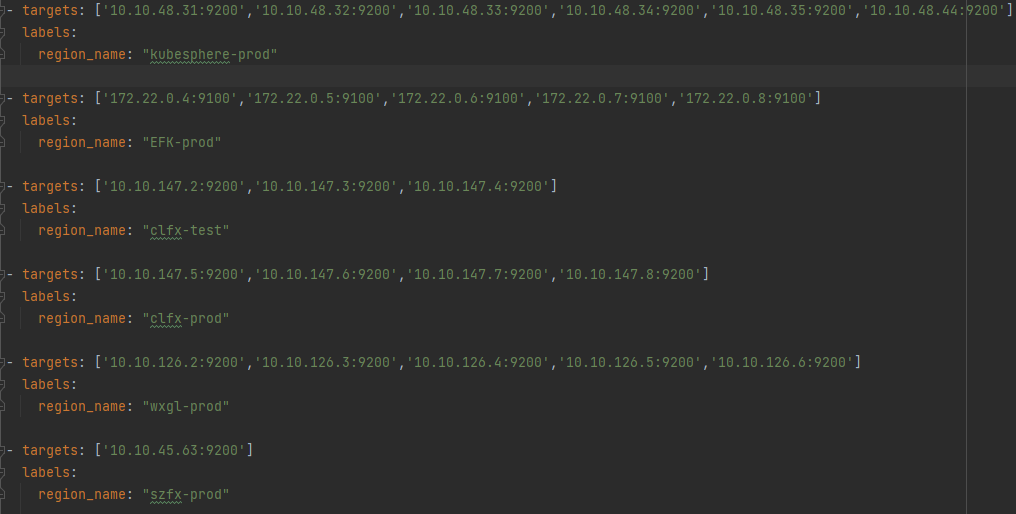 - targets: ['10.10.48.31:9200','10.10.48.32:9200','10.10.48.33:9200','10.10.48.34:9200','10.10.48.35:9200','10.10.48.44:9200']
labels:
region_name: "kubesphere-prod"
- targets: ['172.22.0.4:9100','172.22.0.5:9100','172.22.0.6:9100','172.22.0.7:9100','172.22.0.8:9100']
labels:
region_name: "EFK-prod"
- targets: ['10.10.147.2:9200','10.10.147.3:9200','10.10.147.4:9200']
labels:
region_name: "clfx-test"
- targets: ['10.10.147.5:9200','10.10.147.6:9200','10.10.147.7:9200','10.10.147.8:9200']
labels:
region_name: "clfx-prod"
- targets: ['10.10.126.2:9200','10.10.126.3:9200','10.10.126.4:9200','10.10.126.5:9200','10.10.126.6:9200']
labels:
region_name: "wxgl-prod"
- targets: ['10.10.45.63:9200']
labels:
region_name: "szfx-prod"